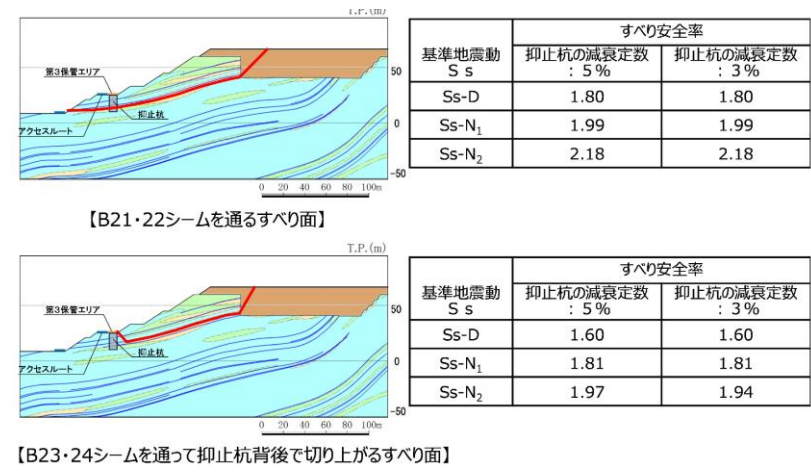 T.P.(m)
第3保管エリア
抑止杭
アクセスルート
50
0
-50
0 20 40 60 80 100m
【B21・22シームを通るすべり面】
基準地震動
Ss
すべり安全率
抑止杭の減衰定数
:5%
抑止杭の減衰定数
:3%
Ss-D 1.80 1.80
Ss-N₁ 1.99 1.99
Ss-N₂ 2.18 2.18
T.P.(m)
第3保管エリア
抑止杭
アクセスルート
50
0
-50
0 20 40 60 80 100m
【B23・24シームを通って抑止杭背後で切り上がるすべり面】
基準地震動
Ss
すべり安全率
抑止杭の減衰定数
:5%
抑止杭の減衰定数
:3%
Ss-D 1.60 1.60
Ss-N₁ 1.81 1.81
Ss-N₂ 1.97 1.94